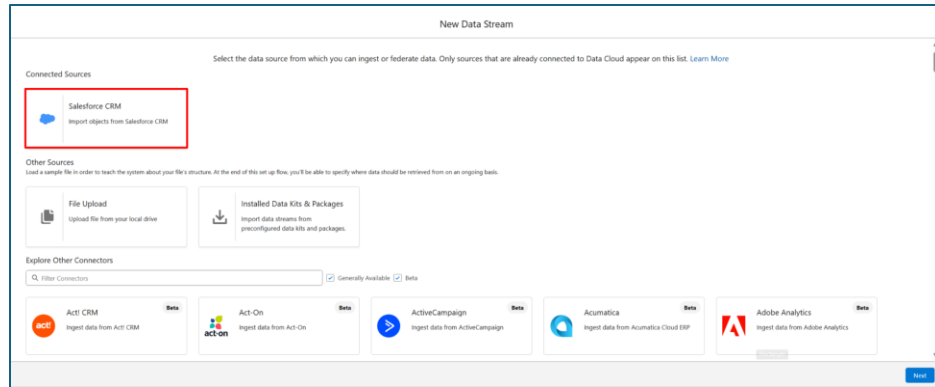 New Data Stream
Select the data source from which you can ingest or federate data. Only sources that are already connected to Data Cloud appear on this list. Learn More
Connected Sources
Salesforce CRM
Import objects from Salesforce CRM
Other Sources
Load a sample file in order to teach the system about your file's structure. At the end of this set up flow, you'll be able to specify where data should be retrieved from on an ongoing basis.
File Upload
Upload file from your local drive
Installed Data Kits & Packages
Import data streams from
preconfigured data kits and packages.
Explore Other Connectors
Filter Connectors
Generally Available
Beta
act!
Act! CRM
Beta
Ingest data from Act! CRM
act-on
Act-On
Beta
Ingest data from Act-On
ActiveCampaign
Beta
Ingest data from ActiveCampaign
Acumatica
Beta
Ingest data from Acumatica Cloud ERP
Adobe Analytics
Beta
Ingest data from Adobe Analytics
Next